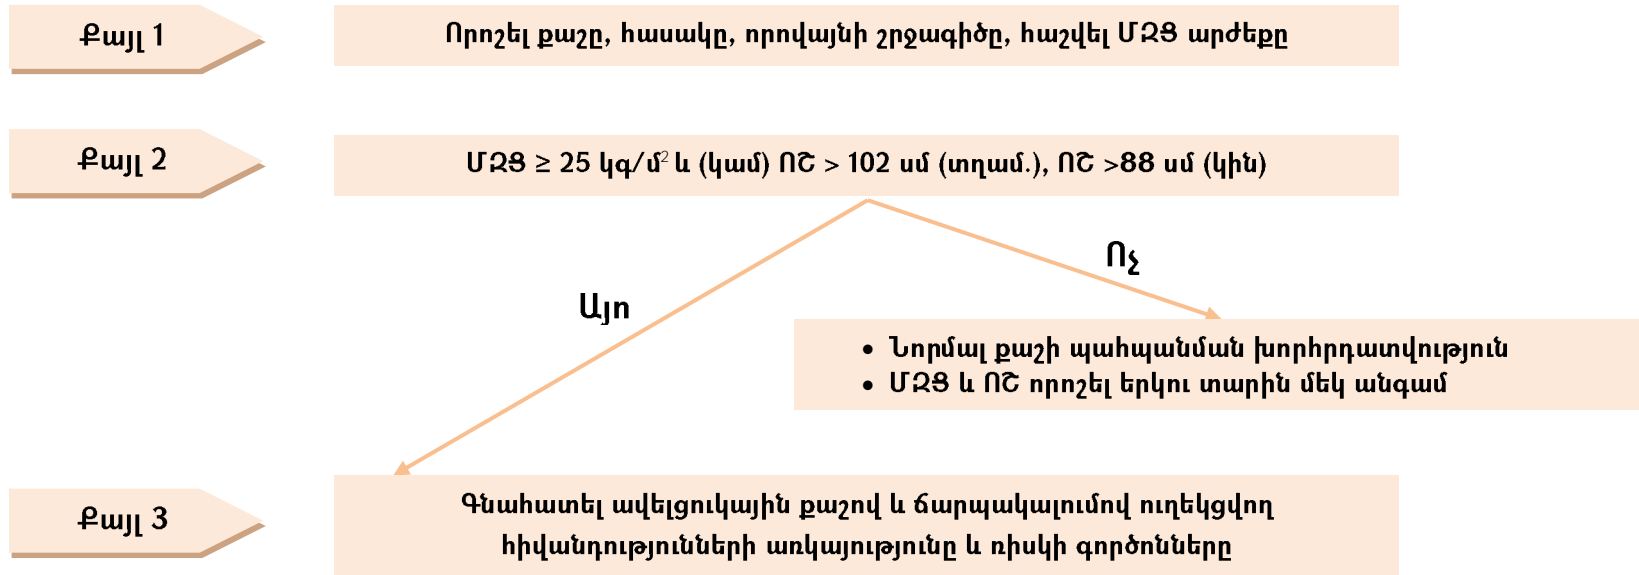 Քայլ 1
Որոշել քաշը, հասակը, որովայնի շրջագիծը, հաշվել ՄԶՑ արժեքը
Քայլ 2
ՄԶՑ ≥ 25 կգ/մ² և (կամ) ՈՇ > 102 սմ (տղամ.), ՈՇ >88 սմ (կին)
Ոչ
Այո
• Նորմալ քաշի պահպանման խորհրդատվություն
• ՄԶՑ և ՈՇ որոշել երկու տարին մեկ անգամ
Քայլ 3
Գնահատել ավելցուկային քաշով և ճարպակալումով ուղեկցվող
հիվանդությունների առկայությունը և ռիսկի գործոնները